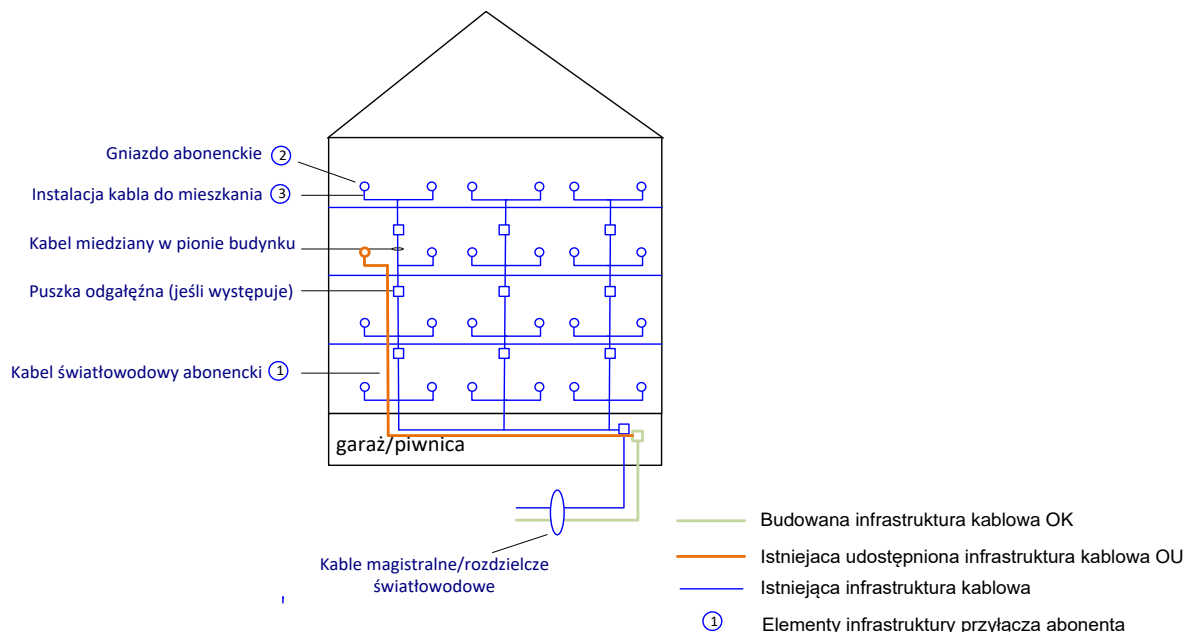 Gniazdo abonenckie 2
Instalacja kabla do mieszkania 3
Kabel miedziany w pionie budynku
Puszka odgałęźna (jeśli występuje)
Kabel światłowodowy abonencki 1
garaż/piwnica
Kable magistralne/rozdzielcze
światłowodowe
Budowana infrastruktura kablowa OK
Istniejaca udostępniona infrastruktura kablowa OU
Istniejąca infrastruktura kablowa
1 Elementy infrastruktury przyłącza abonenta